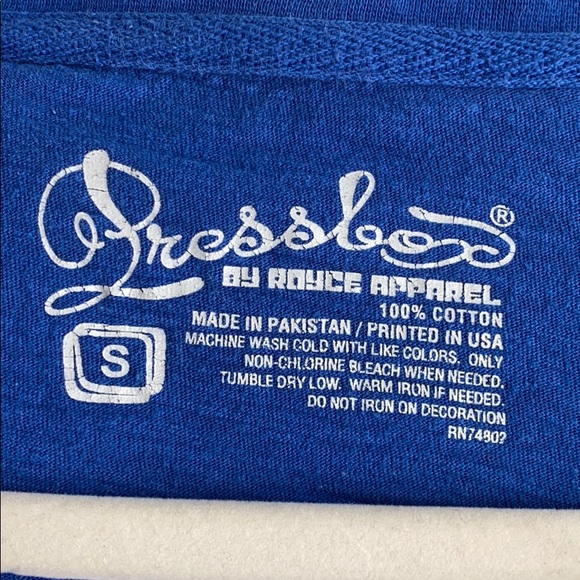 Pressbox®
BY ROYCE APPAREL
100% COTTON
MADE IN PAKISTAN / PRINTED IN USA
MACHINE WASH COLD WITH LIKE COLORS. ONLY
NON-CHLORINE BLEACH WHEN NEEDED.
TUMBLE DRY LOW. WARM IRON IF NEEDED.
DO NOT IRON ON DECORATION
RN74802
S